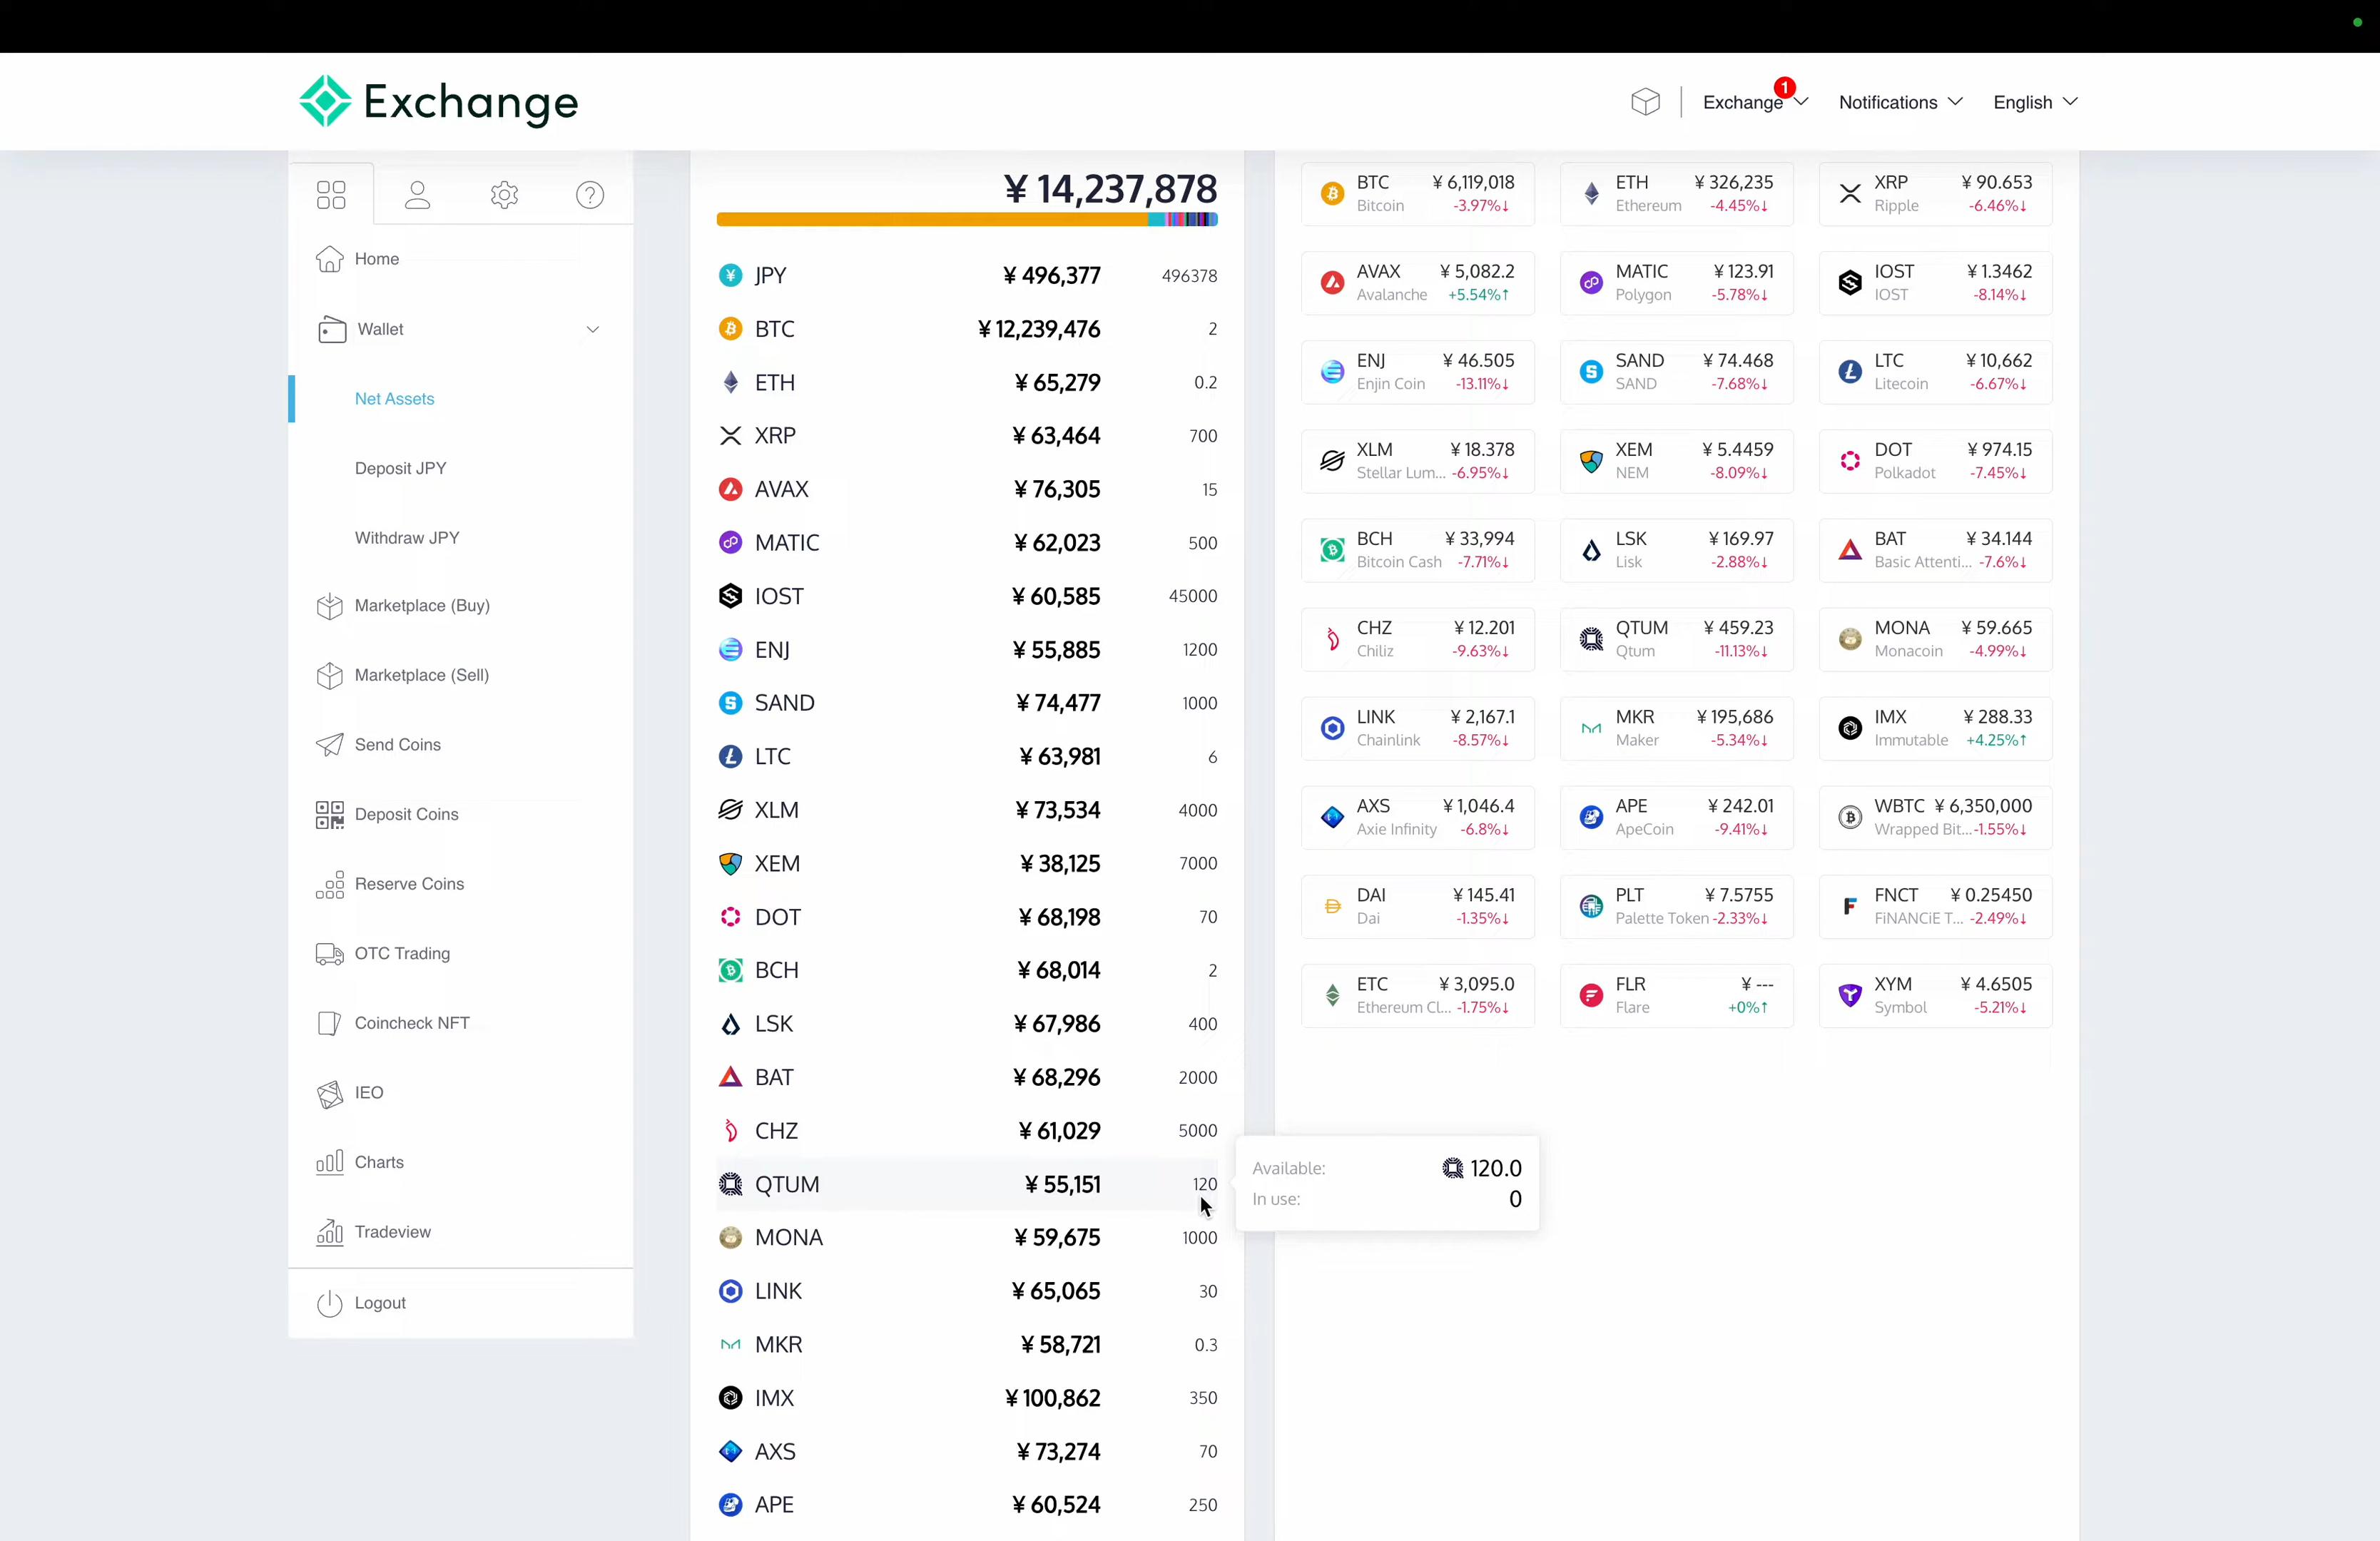 Exchange
1
Exchange
Notifications
English
Home
Wallet
Net Assets
Deposit JPY
Withdraw JPY
Marketplace (Buy)
Marketplace (Sell)
Send Coins
Deposit Coins
Reserve Coins
OTC Trading
Coincheck NFT
IEO
Charts
Tradeview
Logout
¥ 14,237,878
JPY ¥ 496,377 496378
BTC ¥ 12,239,476 2
ETH ¥ 65,279 0.2
XRP ¥ 63,464 700
AVAX ¥ 76,305 15
MATIC ¥ 62,023 500
IOST ¥ 60,585 45000
ENJ ¥ 55,885 1200
SAND ¥ 74,477 1000
LTC ¥ 63,981 6
XLM ¥ 73,534 4000
XEM ¥ 38,125 7000
DOT ¥ 68,198 70
BCH ¥ 68,014 2
LSK ¥ 67,986 400
BAT ¥ 68,296 2000
CHZ ¥ 61,029 5000
QTUM ¥ 55,151 120
MONA ¥ 59,675 1000
LINK ¥ 65,065 30
MKR ¥ 58,721 0.3
IMX ¥ 100,862 350
AXS ¥ 73,274 70
APE ¥ 60,524 250
Available: 120.0
In use: 0
BTC ¥ 6,119,018
Bitcoin -3.97%↓
ETH ¥ 326,235
Ethereum -4.45%↓
XRP ¥ 90.653
Ripple -6.46%↓
AVAX ¥ 5,082.2
Avalanche +5.54%↑
MATIC ¥ 123.91
Polygon -5.78%↓
IOST ¥ 1.3462
IOST -8.14%↓
ENJ ¥ 46.505
Enjin Coin -13.11%↓
SAND ¥ 74.468
SAND -7.68%↓
LTC ¥ 10,662
Litecoin -6.67%↓
XLM ¥ 18.378
Stellar Lum... -6.95%↓
XEM ¥ 5.4459
NEM -8.09%↓
DOT ¥ 974.15
Polkadot -7.45%↓
BCH ¥ 33,994
Bitcoin Cash -7.71%↓
LSK ¥ 169.97
Lisk -2.88%↓
BAT ¥ 34.144
Basic Attenti... -7.6%↓
CHZ ¥ 12.201
Chiliz -9.63%↓
QTUM ¥ 459.23
Qtum -11.13%↓
MONA ¥ 59.665
Monacoin -4.99%↓
LINK ¥ 2,167.1
Chainlink -8.57%↓
MKR ¥ 195,686
Maker -5.34%↓
IMX ¥ 288.33
Immutable +4.25%↑
AXS ¥ 1,046.4
Axie Infinity -6.8%↓
APE ¥ 242.01
ApeCoin -9.41%↓
WBTC ¥ 6,350,000
Wrapped Bit...-1.55%↓
DAI ¥ 145.41
Dai -1.35%↓
PLT ¥ 7.5755
Palette Token -2.33%↓
FNCT ¥ 0.25450
FiNANCiE T... -2.49%↓
ETC ¥ 3,095.0
Ethereum Cl... -1.75%↓
FLR ¥ ---
Flare +0%↑
XYM ¥ 4.6505
Symbol -5.21%↓